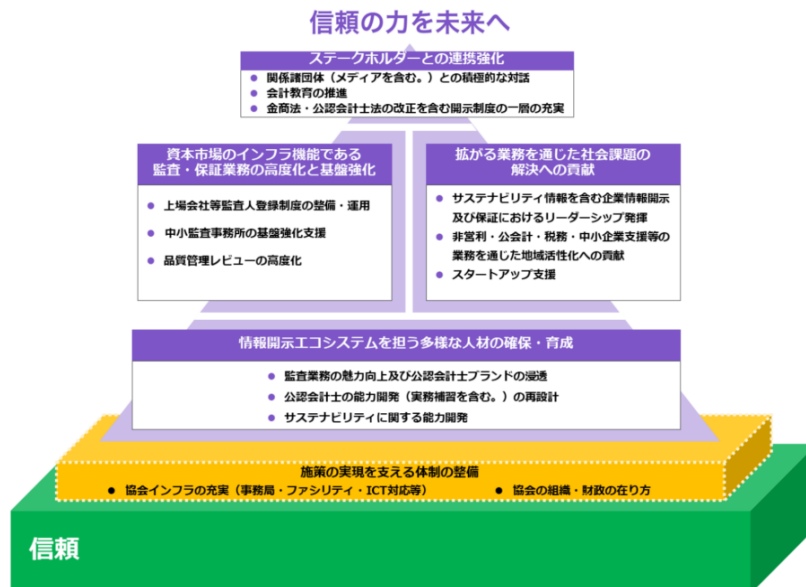 信頼の力を未来へ
ステークホルダーとの連携強化
● 関係諸団体（メディアを含む。）との積極的な対話
● 会計教育の推進
● 金商法・公認会計士法の改正を含む開示制度の一層の充実
資本市場のインフラ機能である
監査・保証業務の高度化と基盤強化
● 上場会社等監査人登録制度の整備・運用
● 中小監査事務所の基盤強化支援
● 品質管理レビューの高度化
拡がる業務を通じた社会課題の
解決への貢献
● サステナビリティ情報を含む企業情報開示
及び保証におけるリーダーシップ発揮
● 非営利・公会計・税務・中小企業支援等の
業務を通じた地域活性化への貢献
● スタートアップ支援
情報開示エコシステムを担う多様な人材の確保・育成
● 監査業務の魅力向上及び公認会計士ブランドの浸透
● 公認会計士の能力開発（実務補習を含む。）の再設計
● サステナビリティに関する能力開発
施策の実現を支える体制の整備
● 協会インフラの充実（事務局・ファシリティ・ICT対応等）
● 協会の組織・財政の在り方
信頼